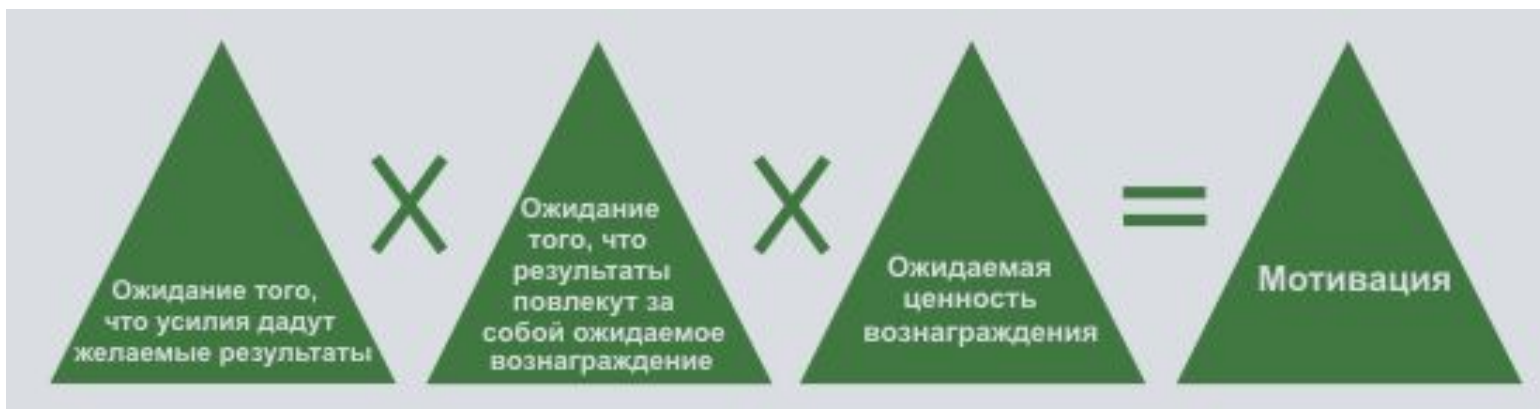 Ожидание того,
что усилия дадут
желаемые результаты
X
Ожидание
того, что
результаты
повлекут за
собой ожидаемое
вознаграждение
X
Ожидаемая
ценность
вознаграждения
=
Мотивация